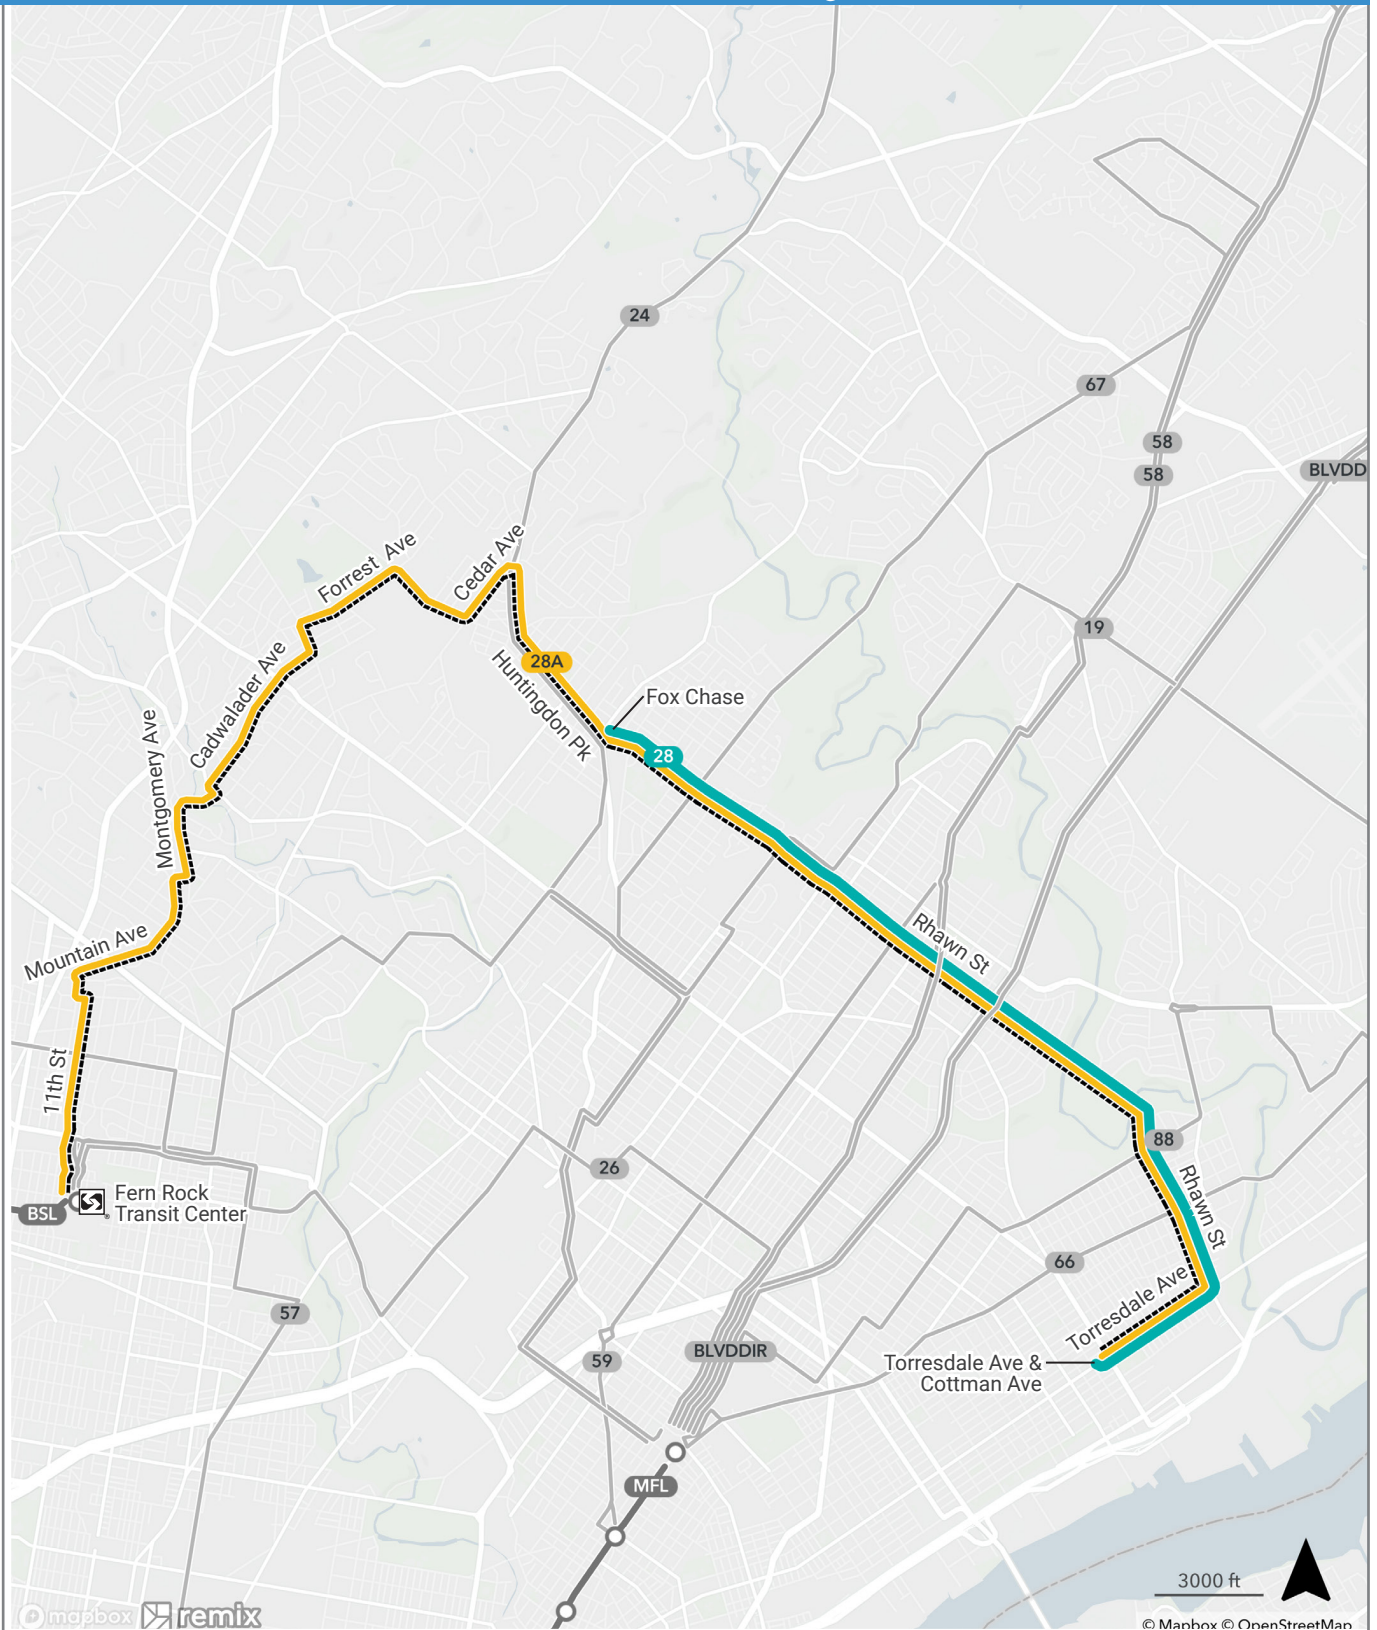 24
67
58
58
BLVDD
Forrest Ave
Cedar Ave
19
Cadwalader Ave
28A
Huntingdon Pk
Fox Chase
Montgomery Ave
28
Rhawn St
Mountain Ave
11th St
88
26
Rhawn St
Fern Rock
Transit Center
BSL
66
Torresdale Ave
57
59
BLVDDIR
Torresdale Ave &
Cottman Ave
MFL
3000 ft
mapbox
remix
© Mapbox © OpenStreetMap